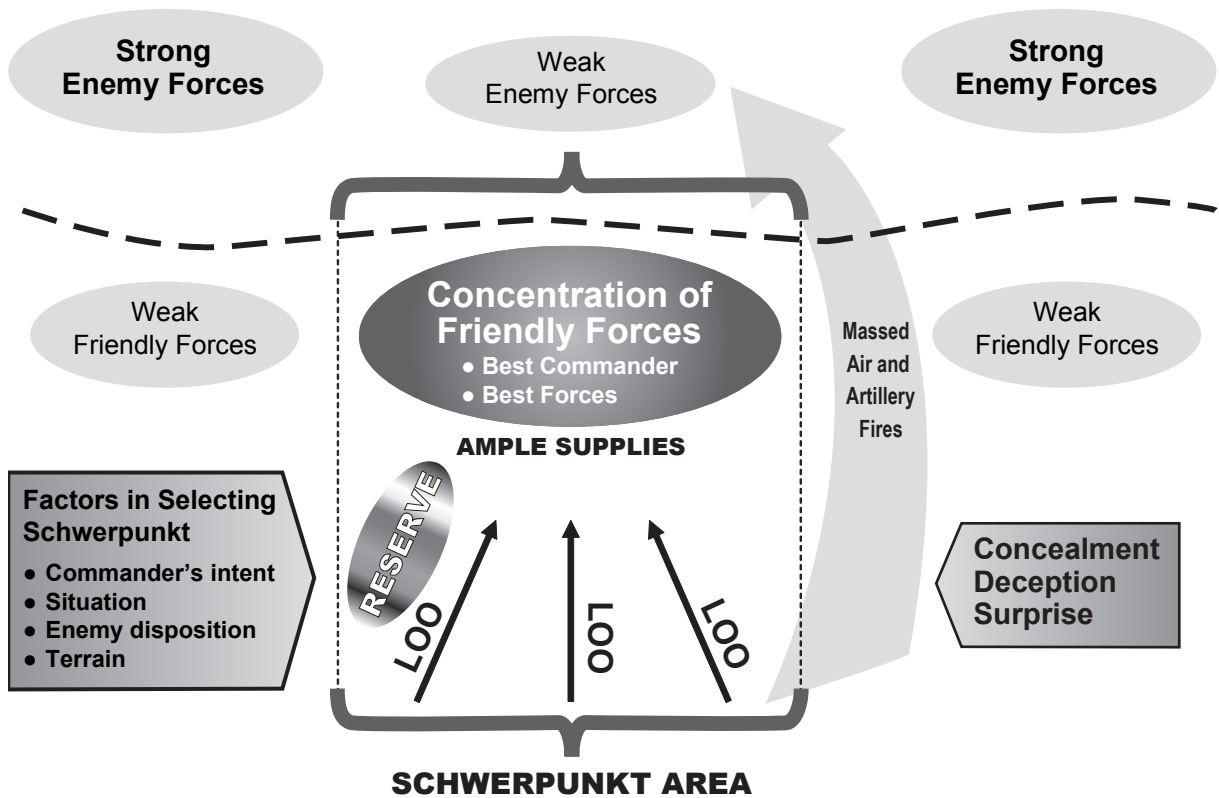 Strong
Enemy Forces
Weak
Enemy Forces
Strong
Enemy Forces
Weak
Friendly Forces
Concentration of
Friendly Forces
● Best Commander
● Best Forces
AMPLE SUPPLIES
Massed
Air and
Artillery
Fires
Weak
Friendly Forces
Factors in Selecting
Schwerpunkt
● Commander’s intent
● Situation
● Enemy disposition
● Terrain
RESERVE
LOO
LOO
LOO
Concealment
Deception
Surprise
SCHWERPUNKT AREA